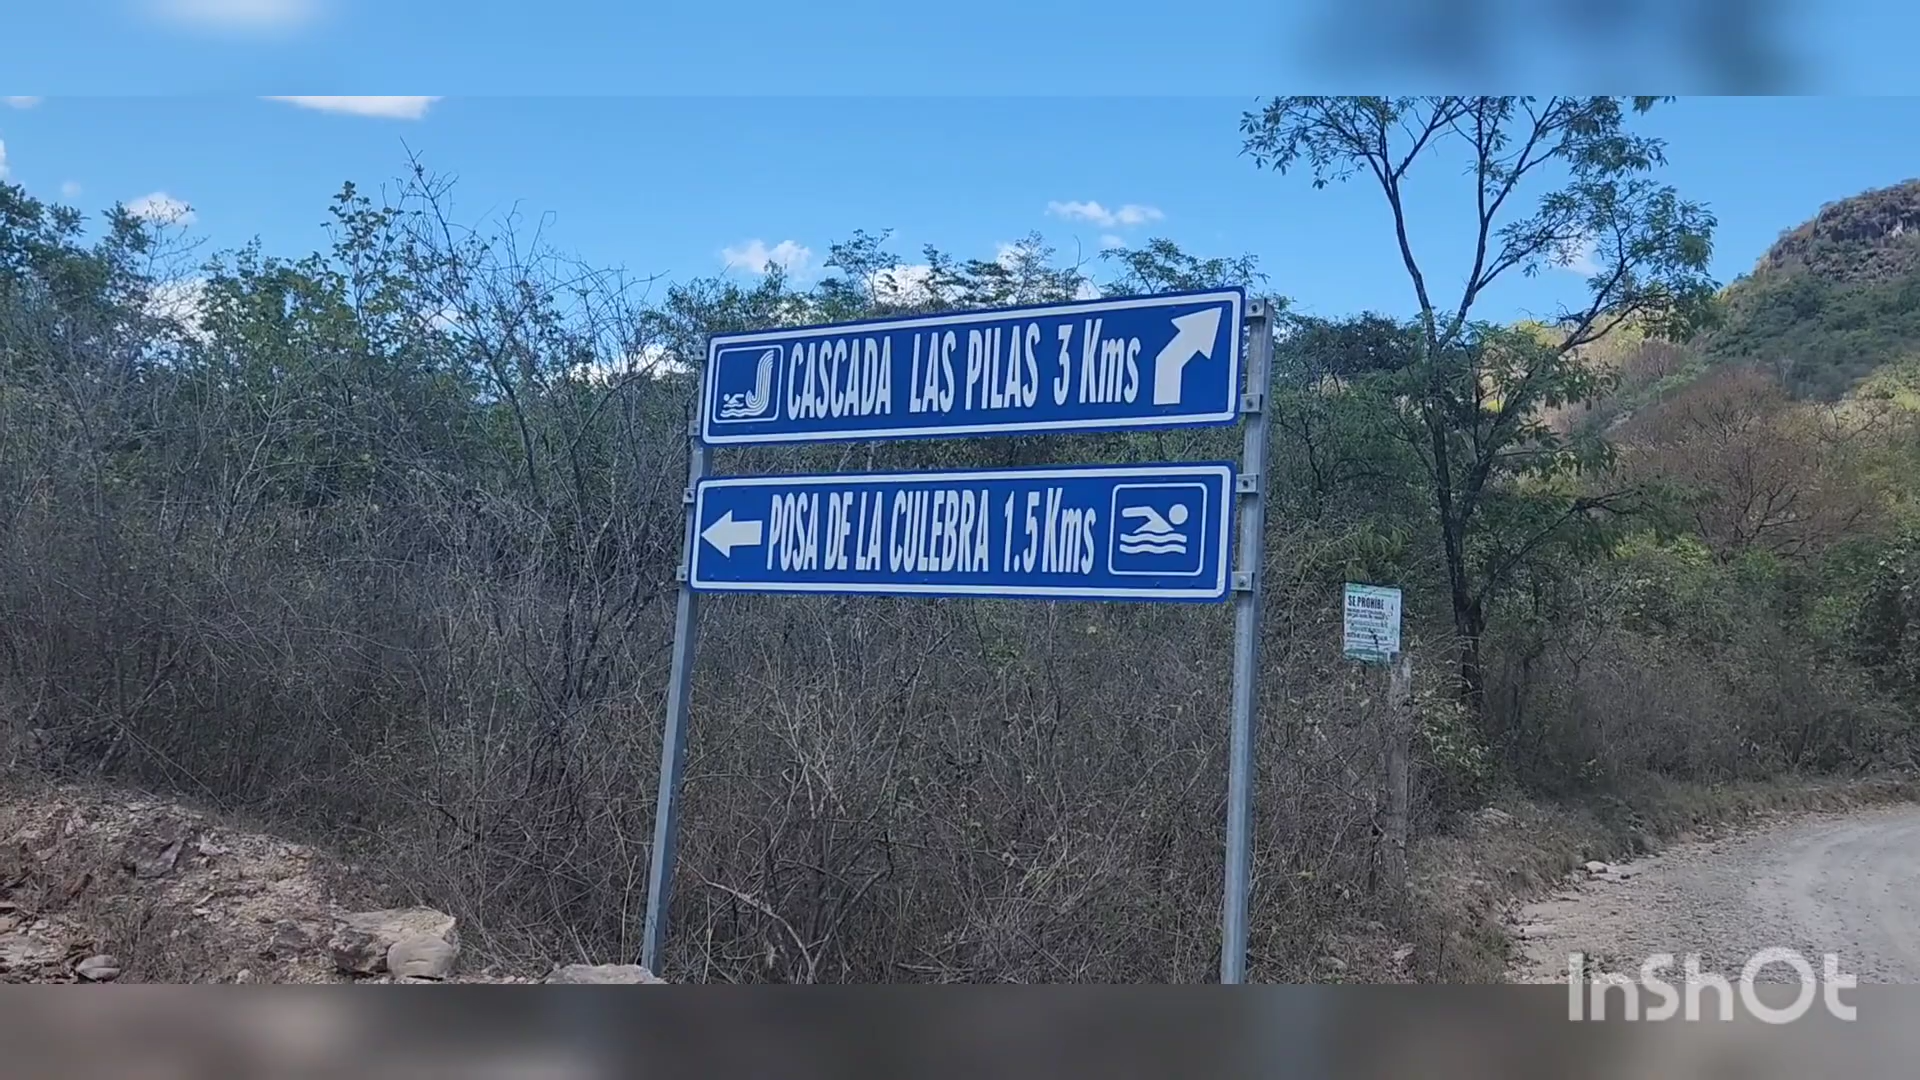 CASCADA LAS PILAS 3 Kms
POSA DE LA CULEBRA 1.5 Kms
SE PROHIBE
InShOt